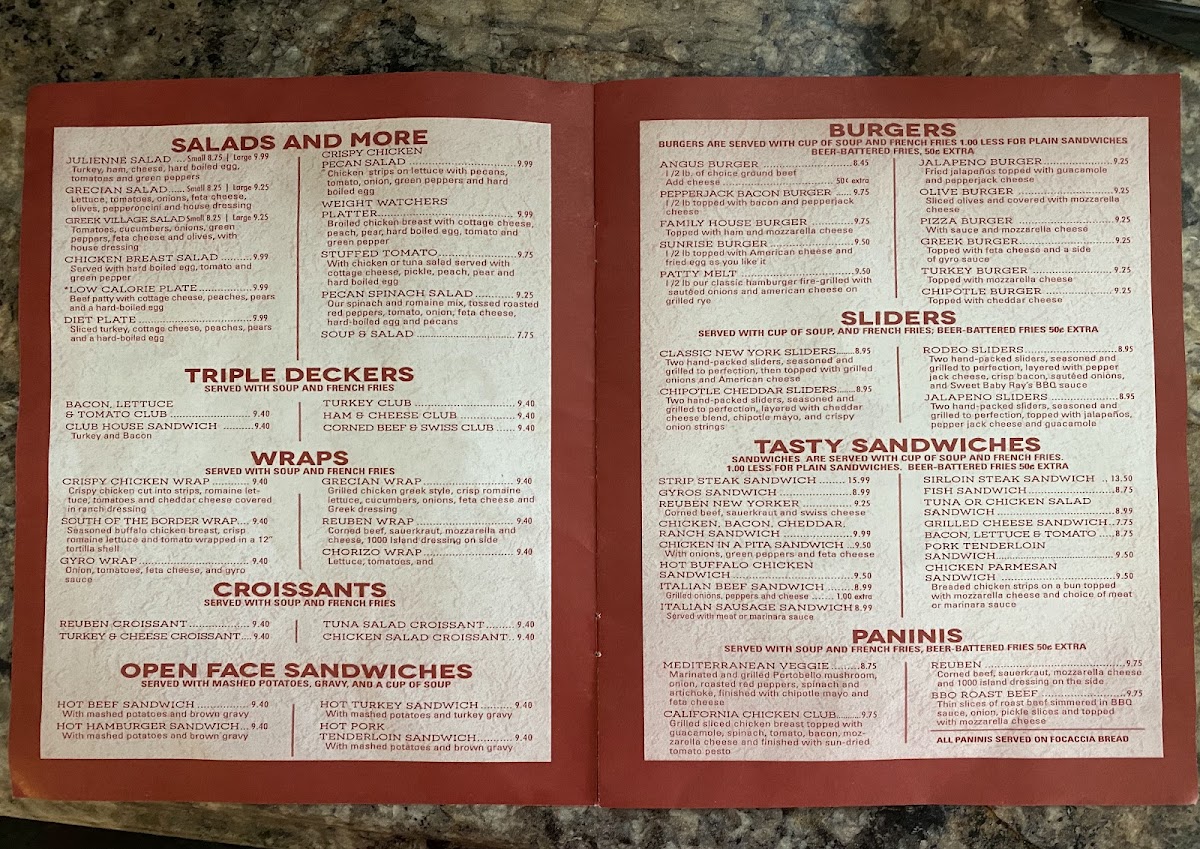 SALADS AND MORE
JULIENNE SALAD ...Small 8.25 | Large 9.99
Turkey, ham, cheese, hard boiled egg,
tomatoes and green peppers
GRECIAN SALAD ......Small 8.25 | Large 9.25
Lettuce, tomatoes, onions, feta cheese,
olives, pepperoncini and house dressing
GREEK VILLAGE SALAD Small 8.25 | Large 9.25
Tomatoes, cucumbers, onions, green
peppers, feta cheese and olives, with
house dressing
CHICKEN BREAST SALAD ..........9.99
Served with hard boiled egg, tomato and
green pepper
*LOW CALORIE PLATE ................9.99
Beef patty with cottage cheese, peaches, pears
and a hard-boiled egg
DIET PLATE ...................................9.99
Sliced turkey, cottage cheese, peaches, pears
and a hard-boiled egg
CRISPY CHICKEN
PECAN SALAD .................................9.99
* Chicken strips on lettuce with pecans,
tomato, onion, green peppers and hard
boiled egg
WEIGHT WATCHERS
PLATTER.........................................9.99
Broiled chicken breast with cottage cheese,
peach, pear, hard boiled egg, tomato and
green pepper
STUFFED TOMATO........................9.75
With chicken or tuna salad served with
cottage cheese, pickle, peach, pear and
hard boiled egg
PECAN SPINACH SALAD ............9.25
Our spinach and romaine mix, tossed roasted
red peppers, tomato, onion, feta cheese,
hard-boiled egg and pecans
SOUP & SALAD ..............................7.75
TRIPLE DECKERS
SERVED WITH SOUP AND FRENCH FRIES
BACON, LETTUCE
& TOMATO CLUB ........................9.40
CLUB HOUSE SANDWICH .........9.40
Turkey and Bacon
TURKEY CLUB ...............................9.40
HAM & CHEESE CLUB .................9.40
CORNED BEEF & SWISS CLUB ......9.40
WRAPS
SERVED WITH SOUP AND FRENCH FRIES
CRISPY CHICKEN WRAP ............9.40
Crispy chicken cut into strips, romaine let-
tuce, tomatoes and cheddar cheese covered
in ranch dressing
SOUTH OF THE BORDER WRAP....9.40
Seasoned buffalo chicken breast, crisp
romaine lettuce and tomato wrapped in a 12"
tortilla shell
GYRO WRAP ..................................9.40
Onion, tomatoes, feta cheese, and gyro
sauce
GRECIAN WRAP.............................9.40
Grilled chicken greek style, crisp romaine
lettuce, cucumbers, onions, feta cheese and
Greek dressing
REUBEN WRAP ..............................9.40
Corned beef, sauerkraut, mozzarella and
cheese, 1000 Island dressing on side
CHORIZO WRAP ............................9.40
Lettuce, tomatoes, and
CROISSANTS
SERVED WITH SOUP AND FRENCH FRIES
REUBEN CROISSANT....................9.40
TURKEY & CHEESE CROISSANT....9.40
TUNA SALAD CROISSANT...........9.40
CHICKEN SALAD CROISSANT..9.40
OPEN FACE SANDWICHES
SERVED WITH MASHED POTATOES, GRAVY, AND A CUP OF SOUP
HOT BEEF SANDWICH ...............9.40
With mashed potatoes and brown gravy
HOT HAMBURGER SANDWICH...9.40
With mashed potatoes and brown gravy
HOT TURKEY SANDWICH ...........9.40
With mashed potatoes and turkey gravy
HOT PORK
TENDERLOIN SANDWICH...........9.40
With mashed potatoes and brown gravy
BURGERS
BURGERS ARE SERVED WITH CUP OF SOUP AND FRENCH FRIES 1.00 LESS FOR PLAIN SANDWICHES
BEER-BATTERED FRIES, 50¢ EXTRA
ANGUS BURGER ...........................8.45
1/2 lb. of choice ground beef
Add cheese ...................................50¢ extra
PEPPERJACK BACON BURGER .....9.75
1/2 lb topped with bacon and pepperjack
cheese
FAMILY HOUSE BURGER ..........9.75
Topped with ham and mozzarella cheese
SUNRISE BURGER .......................9.50
1/2 lb topped with American cheese and
fried egg as you like it
PATTY MELT .................................9.50
1/2 lb our classic hamburger fire-grilled with
sautéed onions and american cheese on
grilled rye
JALAPENO BURGER ....................9.25
Fried jalapeños topped with guacamole
and pepperjack cheese
OLIVE BURGER .............................9.25
Sliced olives and covered with mozzarella
cheese
PIZZA BURGER .............................9.25
With sauce and mozzarella cheese
GREEK BURGER............................9.25
Topped with feta cheese and a side
of gyro sauce
TURKEY BURGER .........................9.25
Topped with mozzarella cheese
CHIPOTLE BURGER .....................9.25
Topped with cheddar cheese
SLIDERS
SERVED WITH CUP OF SOUP, AND FRENCH FRIES; BEER-BATTERED FRIES 50¢ EXTRA
CLASSIC NEW YORK SLIDERS........8.95
Two hand-packed sliders, seasoned and
grilled to perfection, then topped with grilled
onions and American cheese
CHIPOTLE CHEDDAR SLIDERS........8.95
Two hand-packed sliders, seasoned and
grilled to perfection, layered with cheddar
cheese blend, chipotle mayo, and crispy
onion strings
RODEO SLIDERS............................8.95
Two hand-packed sliders, seasoned and
grilled to perfection, layered with pepper
jack cheese, crisp bacon, sautéed onions,
and Sweet Baby Ray's BBQ sauce
JALAPENO SLIDERS .....................8.95
Two hand-packed sliders, seasoned and
grilled to perfection, topped with jalapeños,
pepper jack cheese and guacamole
TASTY SANDWICHES
SANDWICHES ARE SERVED WITH CUP OF SOUP AND FRENCH FRIES.
1.00 LESS FOR PLAIN SANDWICHES. BEER-BATTERED FRIES 50¢ EXTRA
STRIP STEAK SANDWICH ........15.99
GYROS SANDWICH .....................8.99
REUBEN NEW YORKER ..............9.25
Corned beef, sauerkraut and swiss cheese
CHICKEN, BACON, CHEDDAR,
RANCH SANDWICH .....................9.99
CHICKEN IN A PITA SANDWICH ...9.50
With onions, green peppers and feta cheese
HOT BUFFALO CHICKEN
SANDWICH....................................9.50
ITALIAN BEEF SANDWICH .......8.99
Grilled onions, peppers and cheese ........1.00 extra
ITALIAN SAUSAGE SANDWICH 8.99
Served with meat or marinara sauce
SIRLOIN STEAK SANDWICH ..13.50
FISH SANDWICH..........................8.75
TUNA OR CHICKEN SALAD
SANDWICH ...................................8.99
GRILLED CHEESE SANDWICH..7.75
BACON, LETTUCE & TOMATO ....8.75
PORK TENDERLOIN
SANDWICH....................................9.50
CHICKEN PARMESAN
SANDWICH ...................................9.50
Breaded chicken strips on a bun topped
with mozzarella cheese and choice of meat
or marinara sauce
PANINIS
SERVED WITH SOUP AND FRENCH FRIES, BEER-BATTERED FRIES 50¢ EXTRA
MEDITERRANEAN VEGGIE .........8.75
Marinated and grilled Portobello mushroom,
onion, roasted red peppers, spinach and
artichoke, finished with chipotle mayo and
feta cheese
CALIFORNIA CHICKEN CLUB......9.75
Grilled sliced chicken breast topped with
guacamole, spinach, tomato, bacon, moz-
zarella cheese and finished with sun-dried
tomato pesto
REUBEN .........................................9.75
Corned beef, sauerkraut, mozzarella cheese
and 1000 island dressing on the side
BBQ ROAST BEEF .........................9.75
Thin slices of roast beef simmered in BBQ
sauce, onion, pickle slices and topped
with mozzarella cheese
ALL PANINIS SERVED ON FOCACCIA BREAD